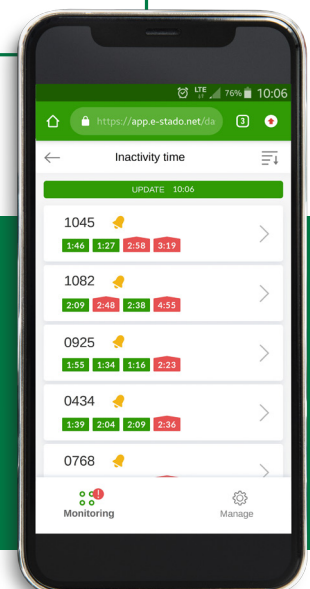 LTE 76% 10:06
https://app.e-stado.net/da 3
Inactivity time
UPDATE 10:06
1045
1:46 1:27 2:58 3:19
1082
2:09 2:48 2:38 4:55
0925
1:55 1:34 1:16 2:23
0434
1:39 2:04 2:09 2:36
0768
!
Monitoring Manage